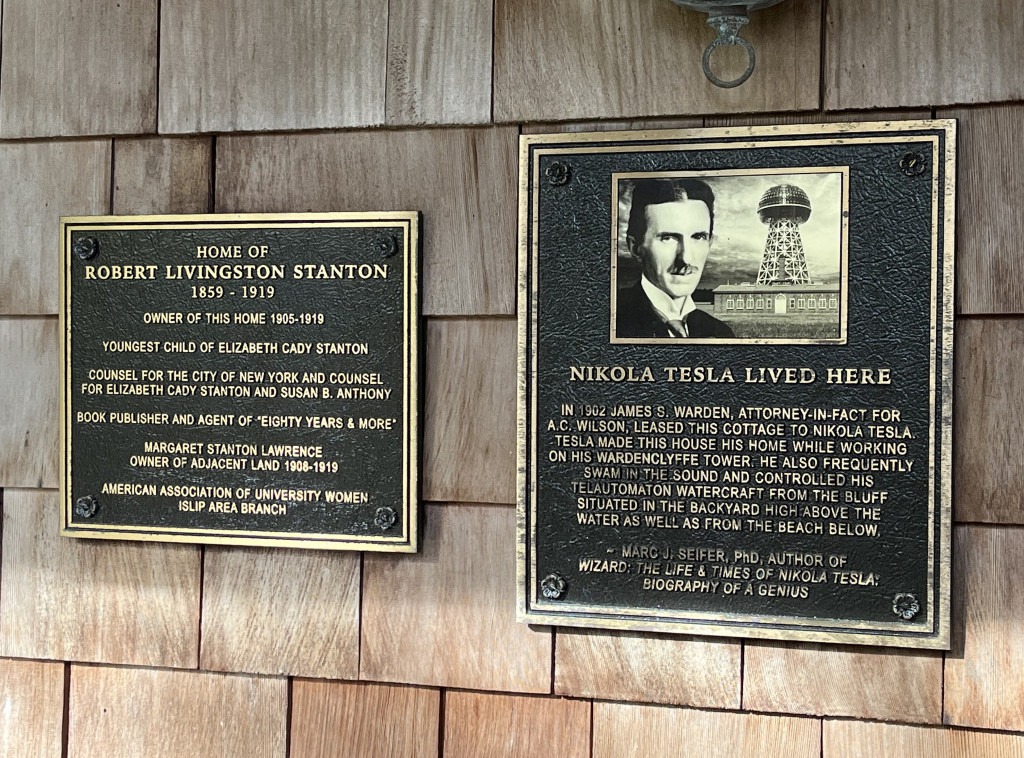 HOME OF
ROBERT LIVINGSTON STANTON
1859 - 1919
OWNER OF THIS HOME 1905-1919
YOUNGEST CHILD OF ELIZABETH CADY STANTON
COUNSEL FOR THE CITY OF NEW YORK AND COUNSEL
FOR ELIZABETH CADY STANTON AND SUSAN B. ANTHONY
BOOK PUBLISHER AND AGENT OF "EIGHTY YEARS & MORE"
MARGARET STANTON LAWRENCE
OWNER OF ADJACENT LAND 1908-1919
AMERICAN ASSOCIATION OF UNIVERSITY WOMEN
ISLIP AREA BRANCH
NIKOLA TESLA LIVED HERE
IN 1902 JAMES S. WARDEN, ATTORNEY-IN-FACT FOR
A.C. WILSON, LEASED THIS COTTAGE TO NIKOLA TESLA.
TESLA MADE THIS HOUSE HIS HOME WHILE WORKING
ON HIS WARDENCLYFFE TOWER. HE ALSO FREQUENTLY
SWAM IN THE SOUND AND CONTROLLED HIS
TELAUTOMATON WATERCRAFT FROM THE BLUFF
SITUATED IN THE BACKYARD HIGH ABOVE THE
WATER AS WELL AS FROM THE BEACH BELOW.
~ MARC J. SEIFER, PhD, AUTHOR OF
WIZARD: THE LIFE & TIMES OF NIKOLA TESLA:
BIOGRAPHY OF A GENIUS